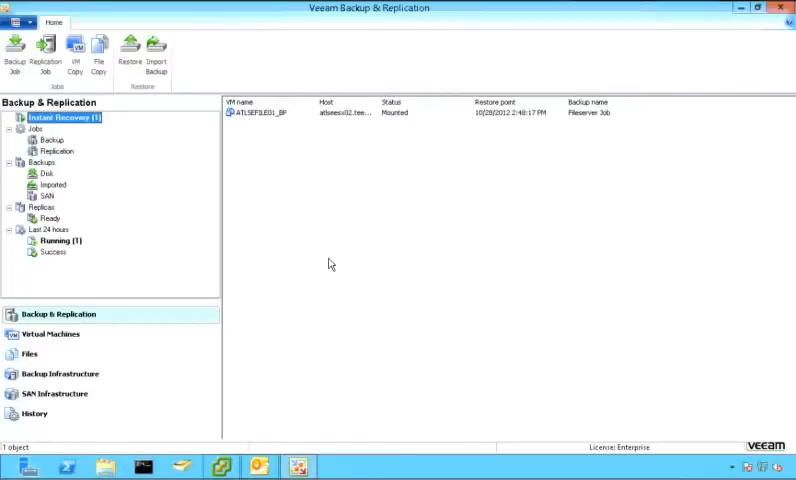 Veeam Backup & Replication
Home
Backup Job
Replication Job
VM Copy
File Copy
Restore
Import Backup
Jobs
Restore
Backup & Replication
Instant Recovery (1)
Jobs
Backup
Replication
Backups
Disk
Imported
SAN
Replicas
Ready
Last 24 hours
Running (1)
Success
VM name Host Status Restore point Backup name
ATLSEFILE01_BP atlseesx02.tee... Mounted 10/28/2012 2:48:17 PM Fileserver Job
Backup & Replication
Virtual Machines
Files
Backup Infrastructure
SAN Infrastructure
History
1 object
License: Enterprise
veeam